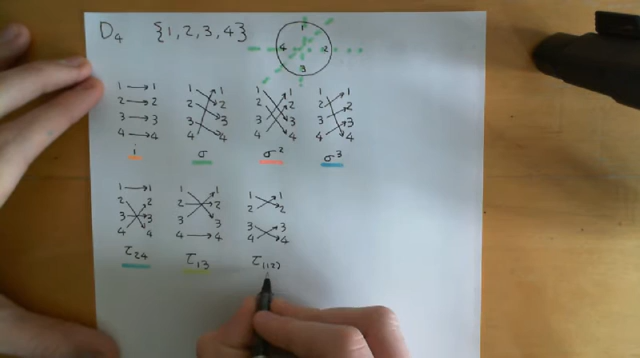 D₄ {1, 2, 3, 4}
1
4 2
3
1 → 1 1 1 1 1 1 1
2 → 2 2 2 2 2 2 2
3 → 3 3 3 3 3 3 3
4 → 4 4 4 4 4 4 4
i σ σ² σ³
1 → 1 1 1 1 1
2 2 2 2 2 2
3 3 3 3 3 3
4 4 4 → 4 4 4
τ₂₄ τ₁₃ τ₍₁₂₎